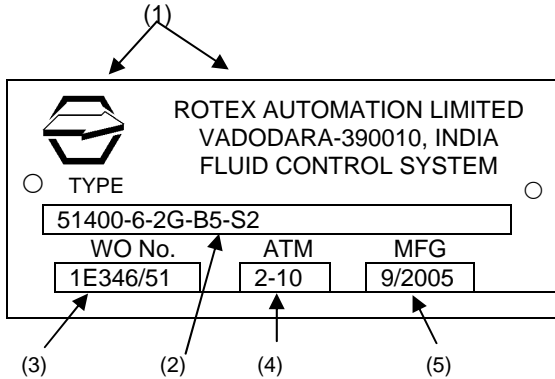 (1)
ROTEX AUTOMATION LIMITED
VADODARA-390010, INDIA
FLUID CONTROL SYSTEM
TYPE
51400-6-2G-B5-S2
WO No. ATM MFG
1E346/51 2-10 9/2005
(3) (2) (4) (5)